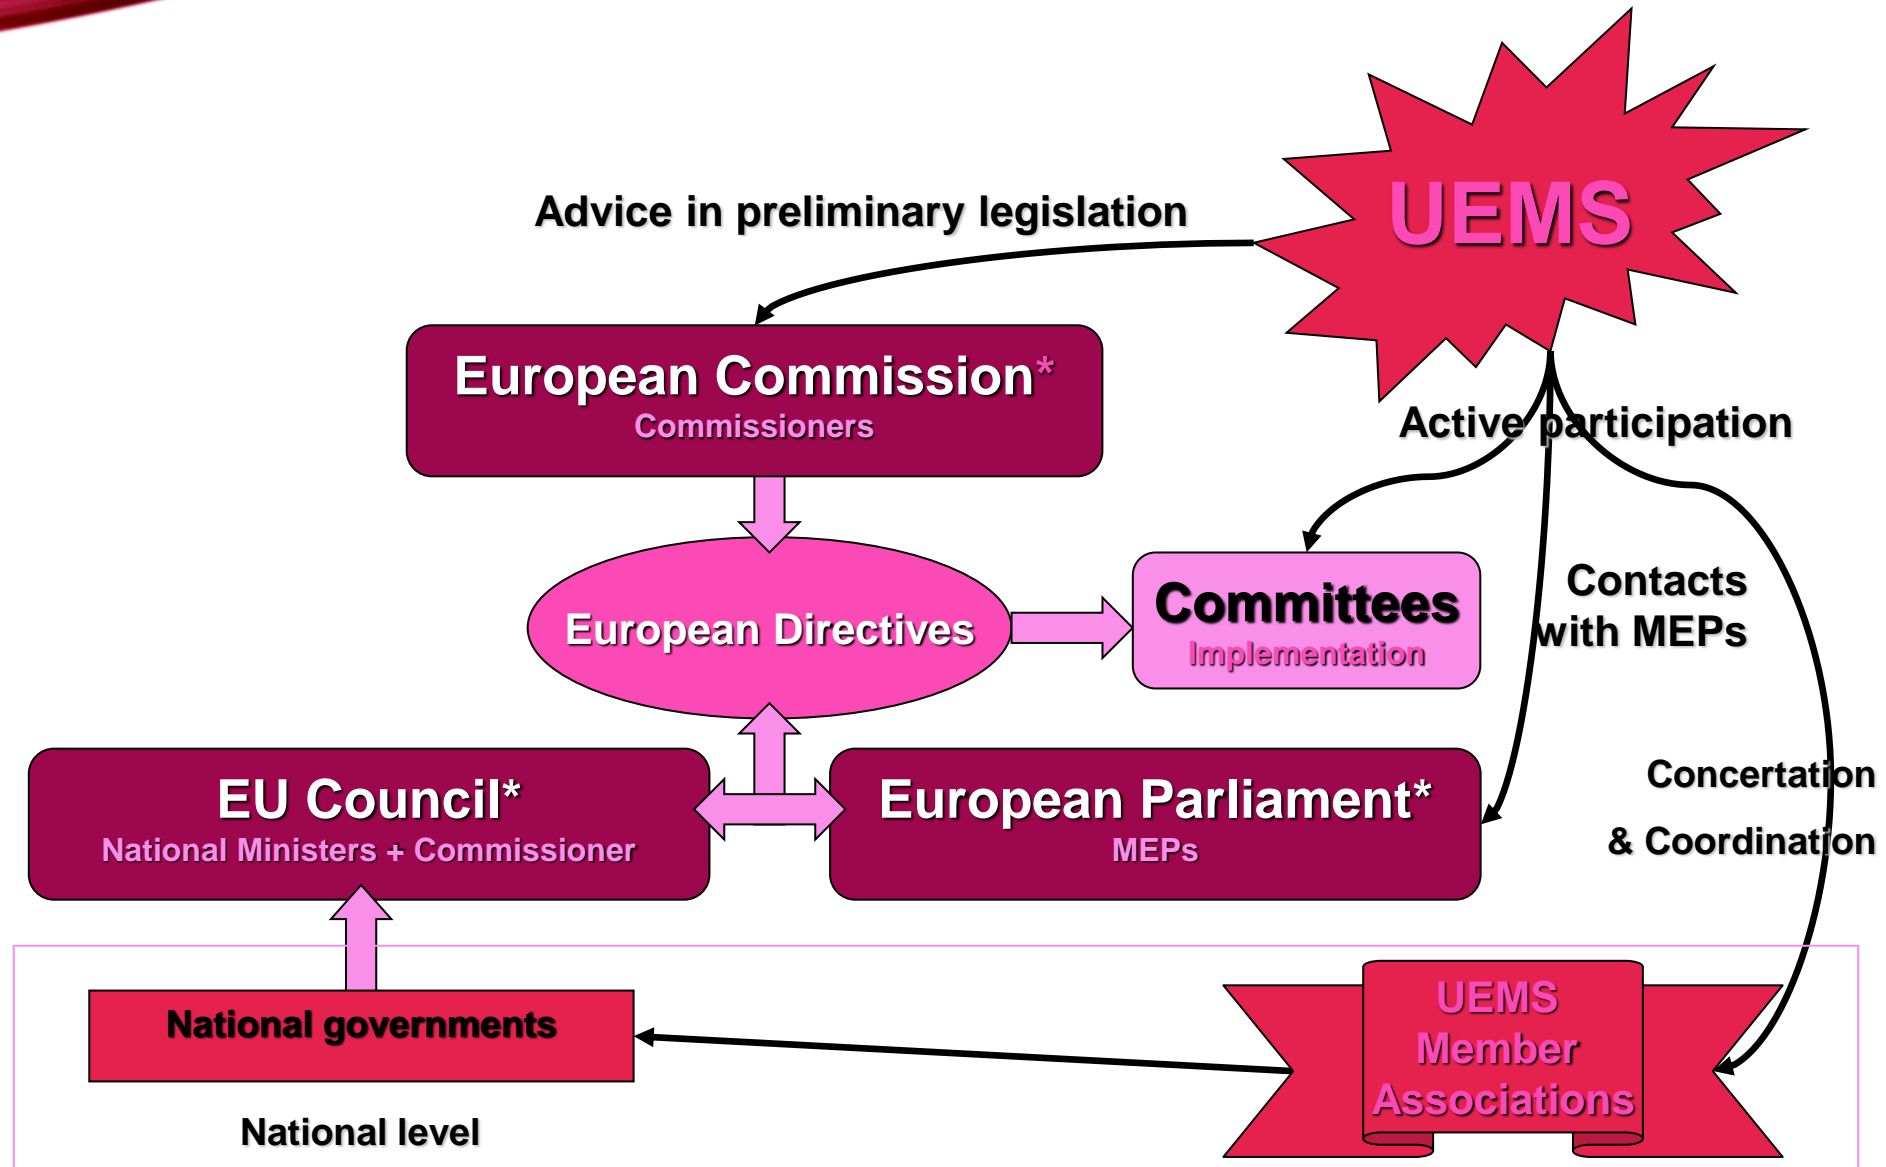 UEMS
Advice in preliminary legislation
European Commission*
Commissioners
Active participation
European Directives
Committees
Implementation
Contacts
with MEPs
EU Council*
National Ministers + Commissioner
European Parliament*
MEPs
Concertation
& Coordination
National governments
UEMS
Member
Associations
National level